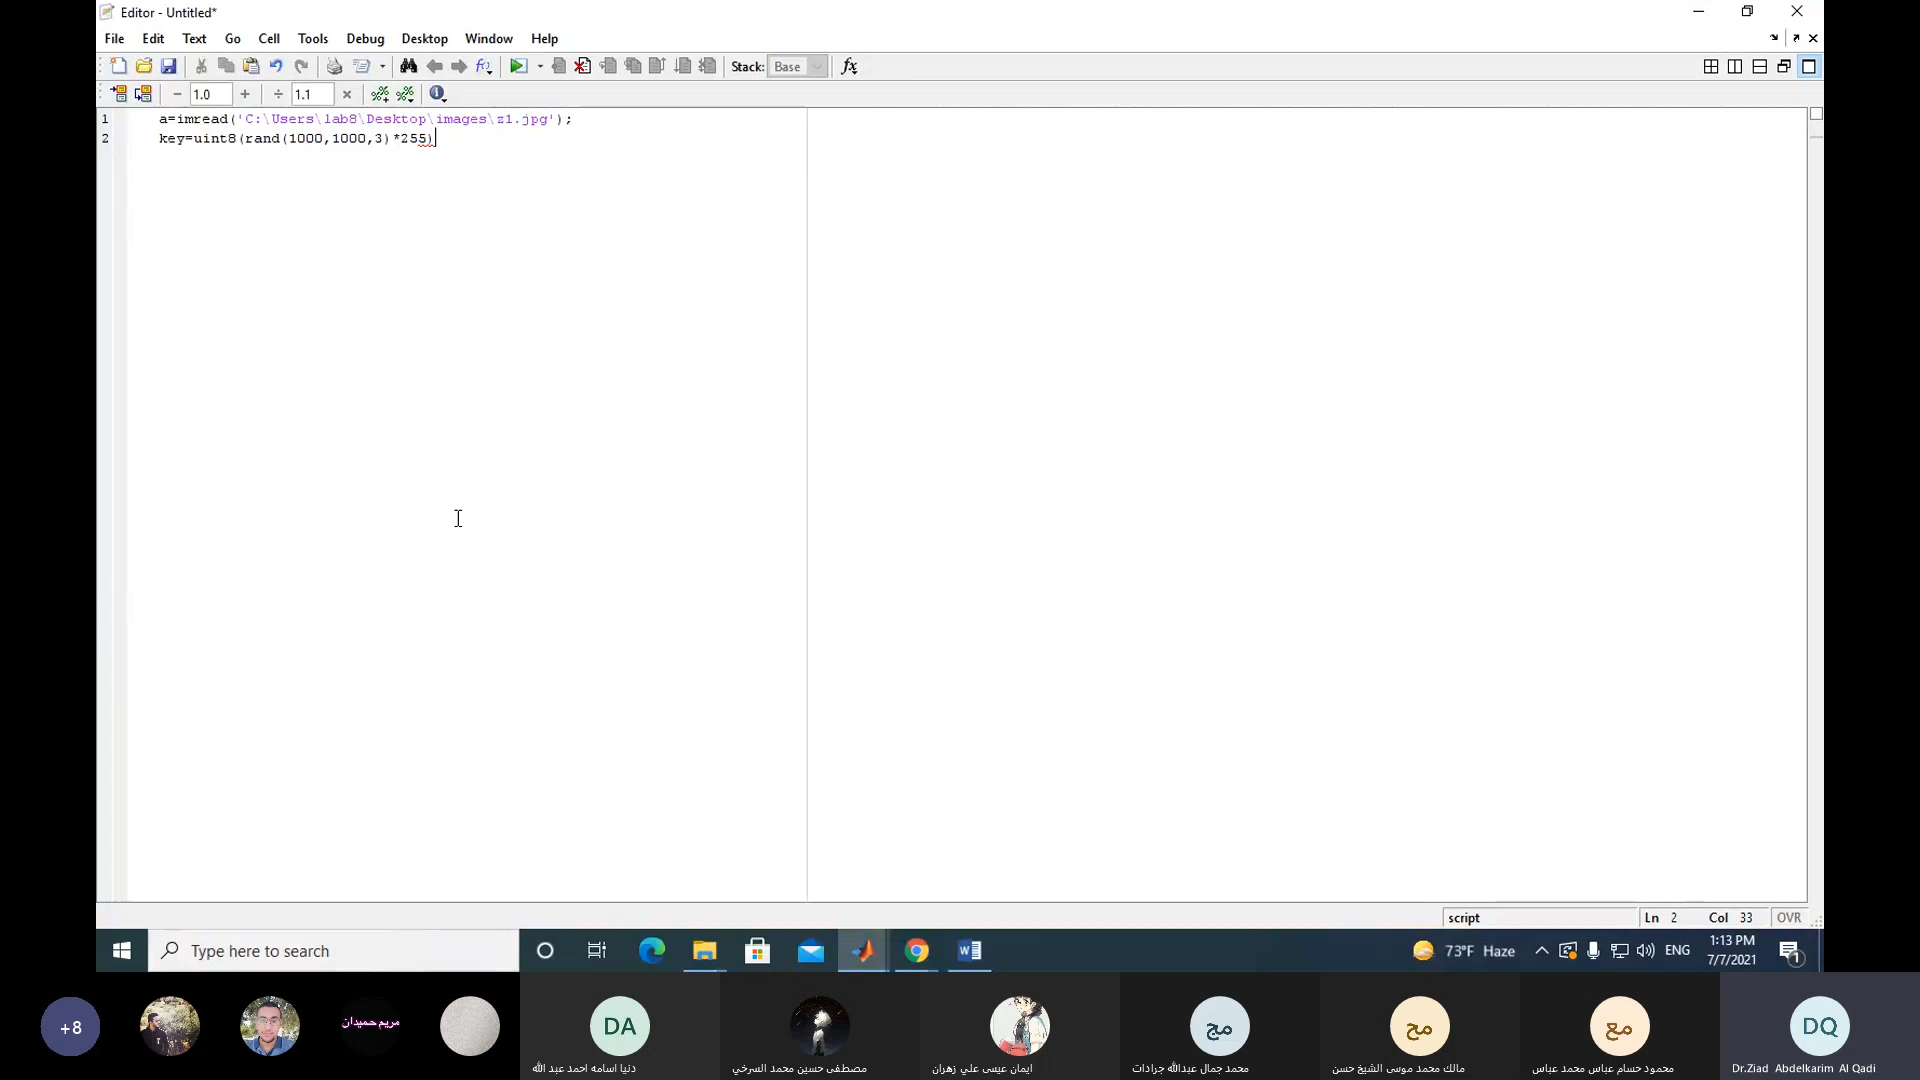 Editor - Untitled*
File Edit Text Go Cell Tools Debug Desktop Window Help
Stack: Base fx
1.0 1.1
1 a=imread('C:\Users\lab8\Desktop\images\z1.jpg');
2 key=uint8(rand(1000,1000,3)*255)
script Ln 2 Col 33 OVR
Type here to search
73°F Haze ENG 1:13 PM
7/7/2021
1
+8
مريم حميدان
DA
مج
مح
مع
DQ
دنيا اسامه احمد عبد الله
مصطفى حسين محمد السرخي
ايمان عيسى علي زهران
محمد جمال عبدالله جرادات
مالك محمد موسى الشيخ حسن
محمود حسام عباس محمد عباس
Dr.Ziad Abdelkarim Al Qadi